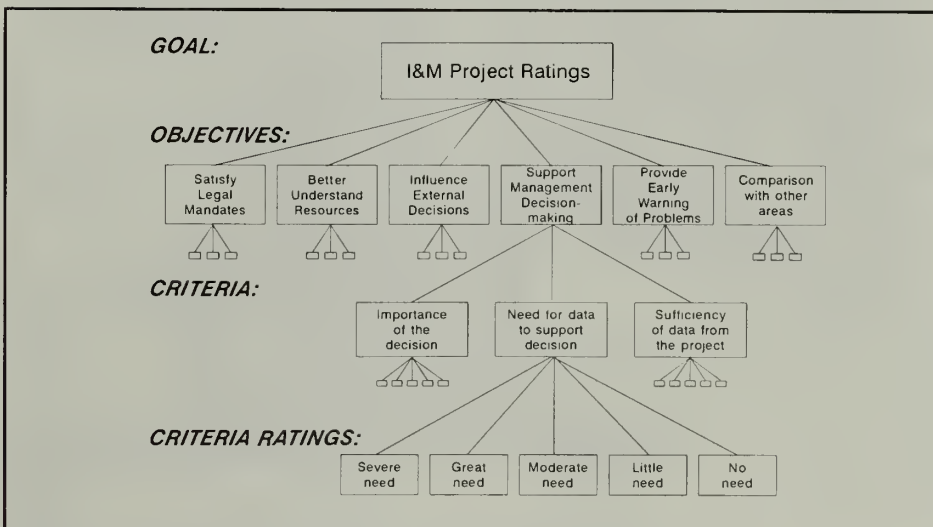 GOAL:
I&M Project Ratings
OBJECTIVES:
Satisfy
Legal
Mandates
Better
Understand
Resources
Influence
External
Decisions
Support
Management
Decision-
making
Provide
Early
Warning
of Problems
Comparison
with other
areas
CRITERIA:
Importance
of the
decision
Need for data
to support
decision
Sufficiency
of data from
the project
CRITERIA RATINGS:
Severe
need
Great
need
Moderate
need
Little
need
No
need